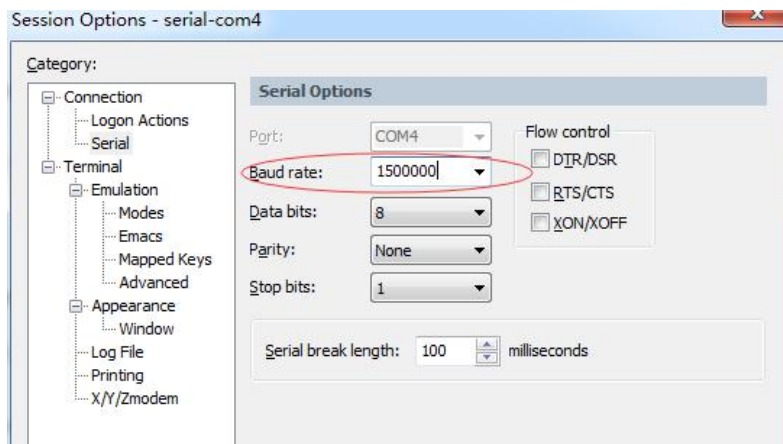 Session Options - serial-com4
Category:
Connection
Logon Actions
Serial
Terminal
Emulation
Modes
Emacs
Mapped Keys
Advanced
Appearance
Window
Log File
Printing
X/Y/Zmodem
Serial Options
Port: COM4
Baud rate: 1500000
Data bits: 8
Parity: None
Stop bits: 1
Flow control
DTR/DSR
RTS/CTS
XON/XOFF
Serial break length: 100 milliseconds